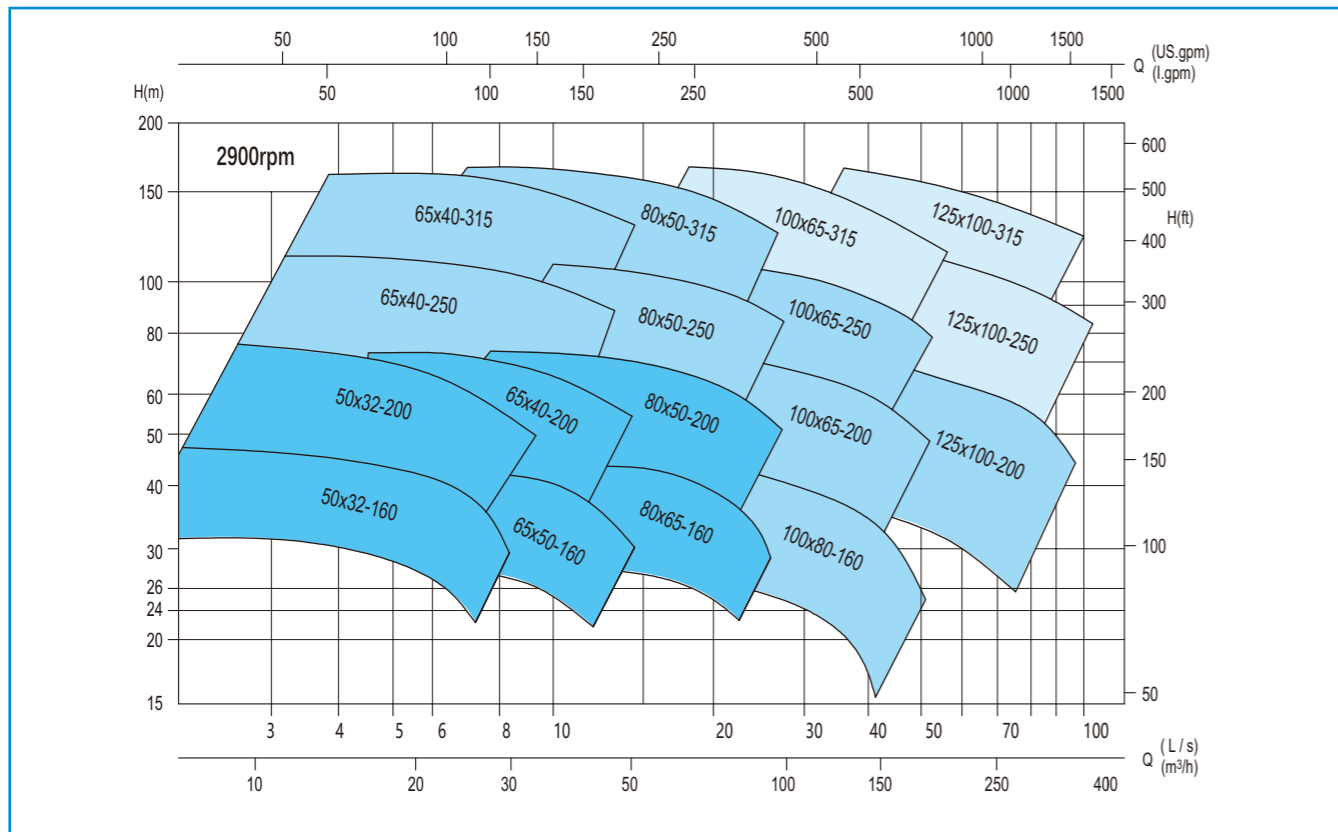 50 100 150 250 500 1000 1500 (US.gpm)
Q (I.gpm)
50 100 150 250 500 1000 1500
H(m)
200
600
2900rpm
150
500
65x40-315
80x50-315
100x65-315
125x100-315
H(ft)
400
100
65x40-250
80x50-250
100x65-250
125x100-250
300
80
60
50x32-200
65x40-200
80x50-200
100x65-200
125x100-200
200
50
150
40
50x32-160
65x50-160
80x65-160
100x80-160
30
100
26
24
20
15
50
3 4 5 6 8 10 20 30 40 50 70 100
Q (L / s)
(m³/h)
10 20 30 50 100 150 250 400